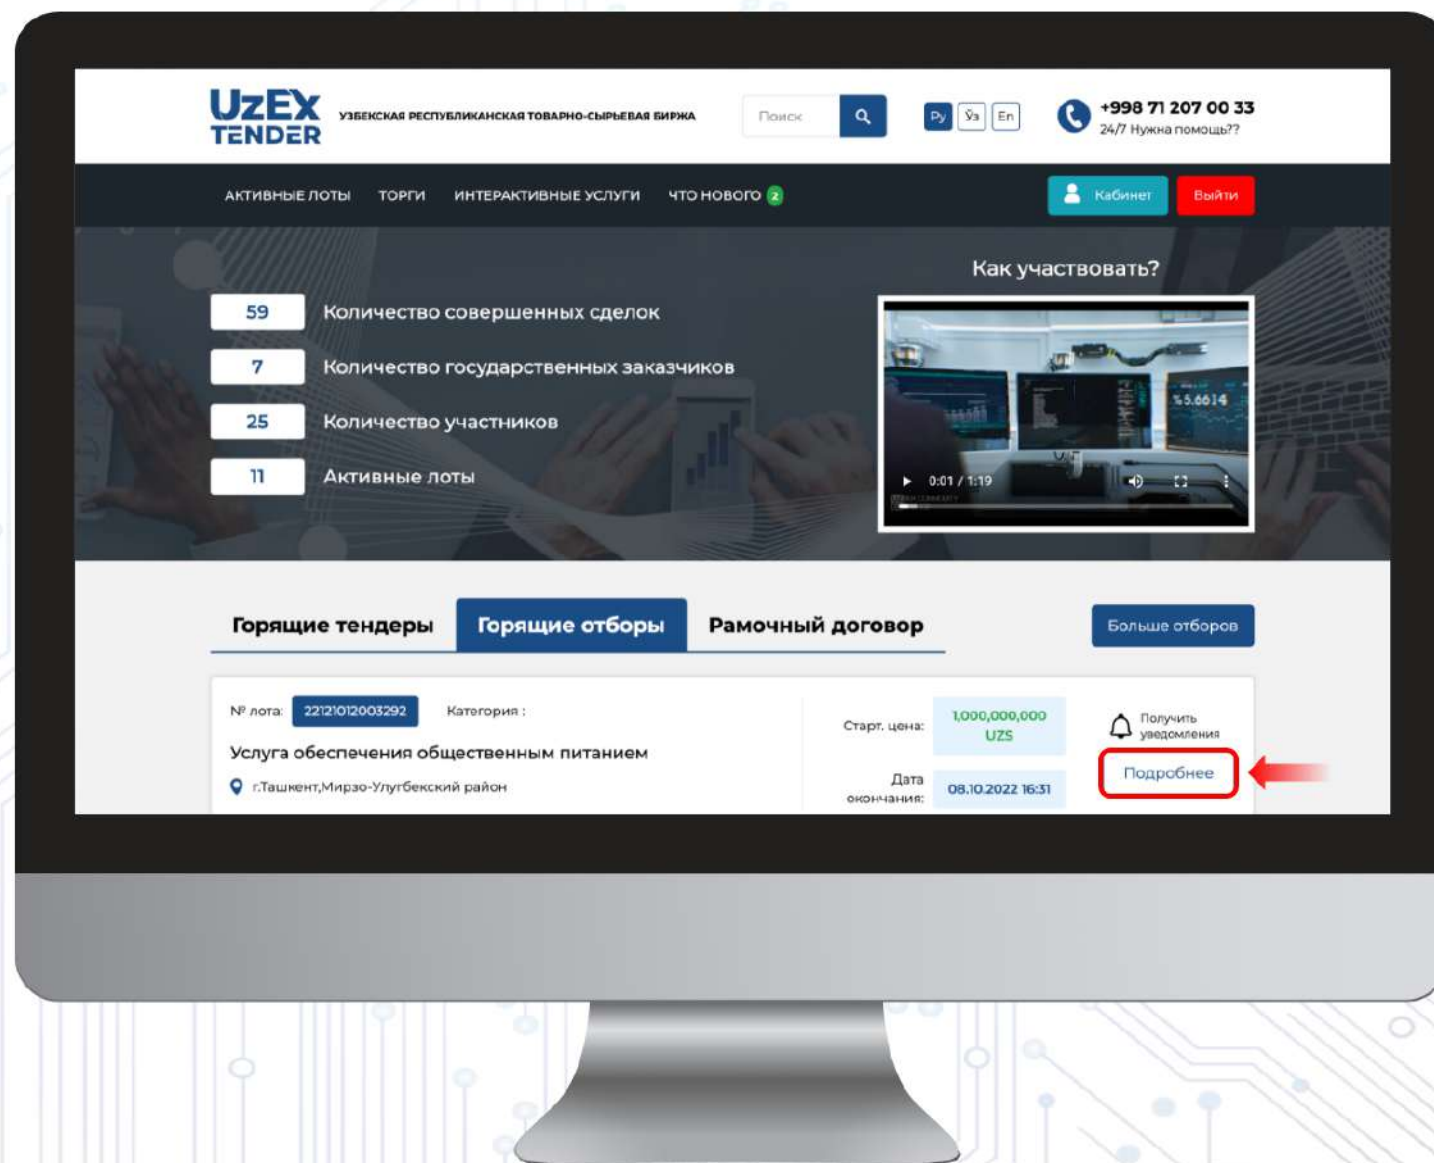 UzEX
TENDER
УЗБЕКСКАЯ РЕСПУБЛИКАНСКАЯ ТОВАРНО-СЫРЬЕВАЯ БИРЖА
Поиск
Ру Ўз En
+998 71 207 00 33
24/7 Нужна помощь??
АКТИВНЫЕ ЛОТЫ ТОРГИ ИНТЕРАКТИВНЫЕ УСЛУГИ ЧТО НОВОГО 2
Кабинет Выйти
Как участвовать?
59 Количество совершенных сделок
7 Количество государственных заказчиков
25 Количество участников
11 Активные лоты
%5.6614
0:01 / 1:19
Горящие тендеры Горящие отборы Рамочный договор
Больше отборов
№ лота: 22121012003292 Категория :
Услуга обеспечения общественным питанием
г.Ташкент,Мирзо-Улугбекский район
Старт. цена: 1,000,000,000
UZS
Дата
окончания: 08.10.2022 16:31
Получить
уведомления
Подробнее